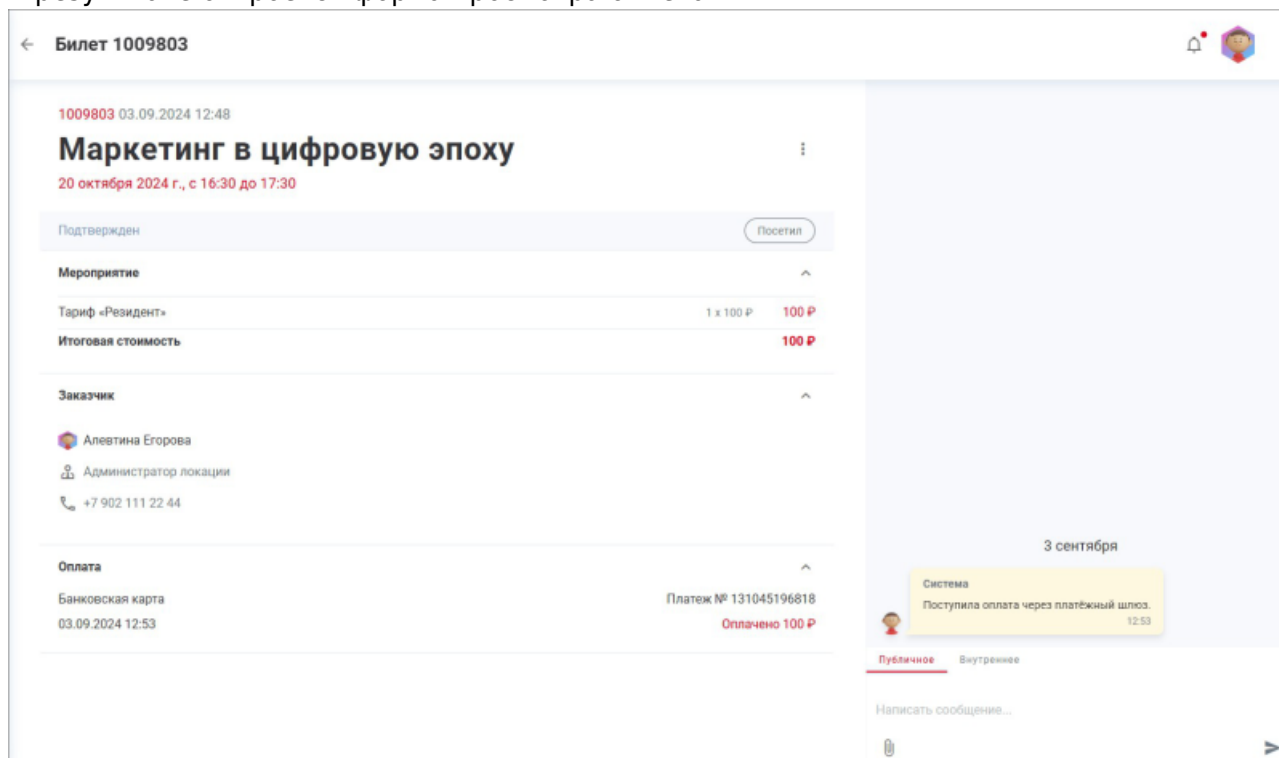 Билет 1009803
1009803 03.09.2024 12:48
Маркетинг в цифровую эпоху
20 октября 2024 г., с 16:30 до 17:30
Подтвержден
Посетил
Мероприятие
Тариф «Резидент» 1 x 100 ₽ 100 ₽
Итоговая стоимость 100 ₽
Заказчик
Алевтина Егорова
Администратор локации
+7 902 111 22 44
Оплата
Банковская карта Платеж № 131045196818
03.09.2024 12:53 Оплачено 100 ₽
3 сентября
Система
Поступила оплата через платёжный шлюз.
12:53
Публичное Внутреннее
Написать сообщение...